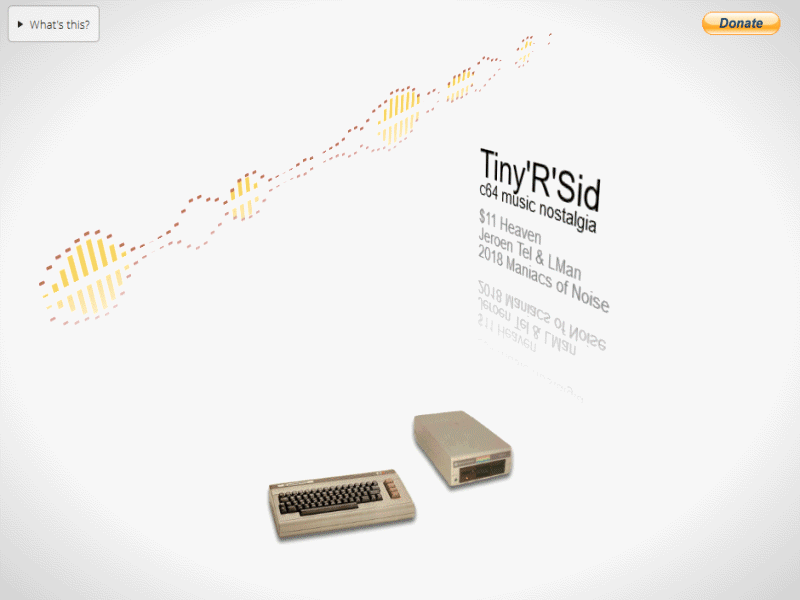 What's this?
Donate
Tiny'R'Sid
c64 music nostalgia
$11 Heaven
Jeroen Tel & LMan
2018 Maniacs of Noise
2018 Maniacs of Noise
Jeroen Tel & LMan
$11 Heaven